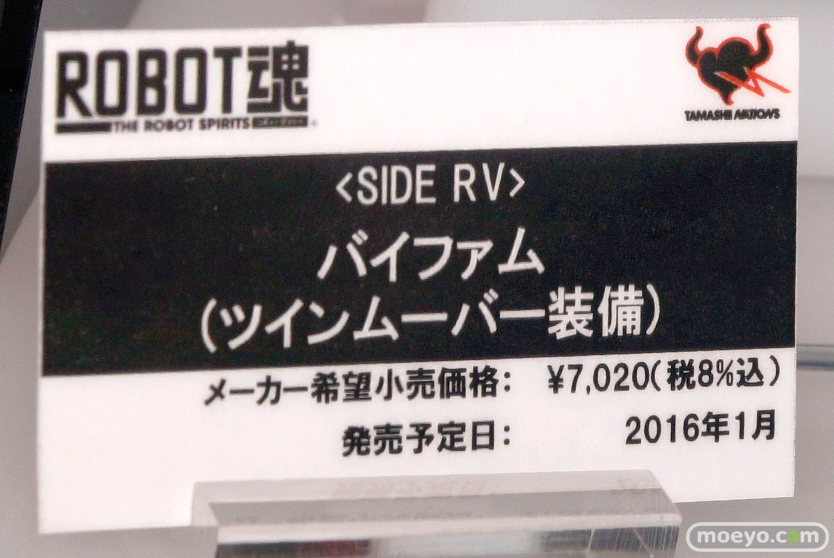 ROBOT魂
THE ROBOT SPIRITS
TAMASHII NATIONS
<SIDE RV>
バイファム
(ツインムーバー装備)
メーカー希望小売価格: ¥7,020(税8%込)
発売予定日: 2016年1月
moeyo.com